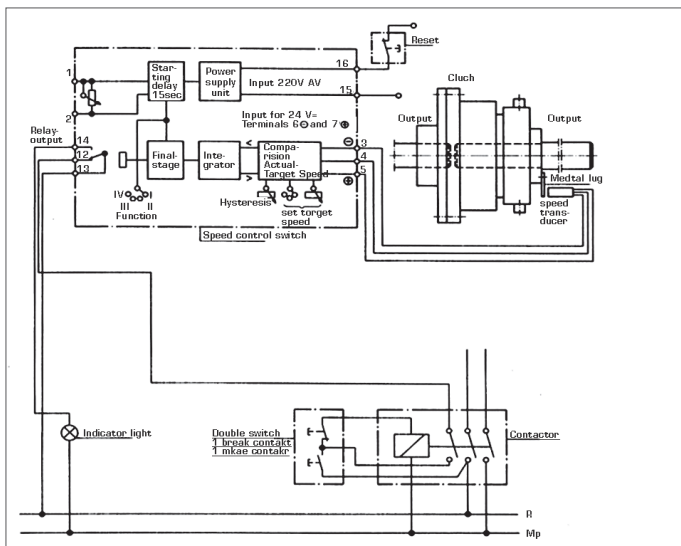 Reset
1
Star-
ting
delay
15sec
Power
supply
unit
Input 220V AV
16
15
2
Cluch
Output
Output
Relay-
output
14
12
13
Input for 24 V=
Terminals 6⊖and 7⊕
Final-
stage
Inte-
grator
<
>
Compa-
rision
Actual-
Target Speed
⊖
3
4
⊕
5
Medtal lug
speed
trans-
ducer
IV
III
II
Function
Hysteresis
set torget
speed
Speed control switch
Indicator light
Double switch
1 break contakt
1 mkae contakr
Contactor
R
Mp